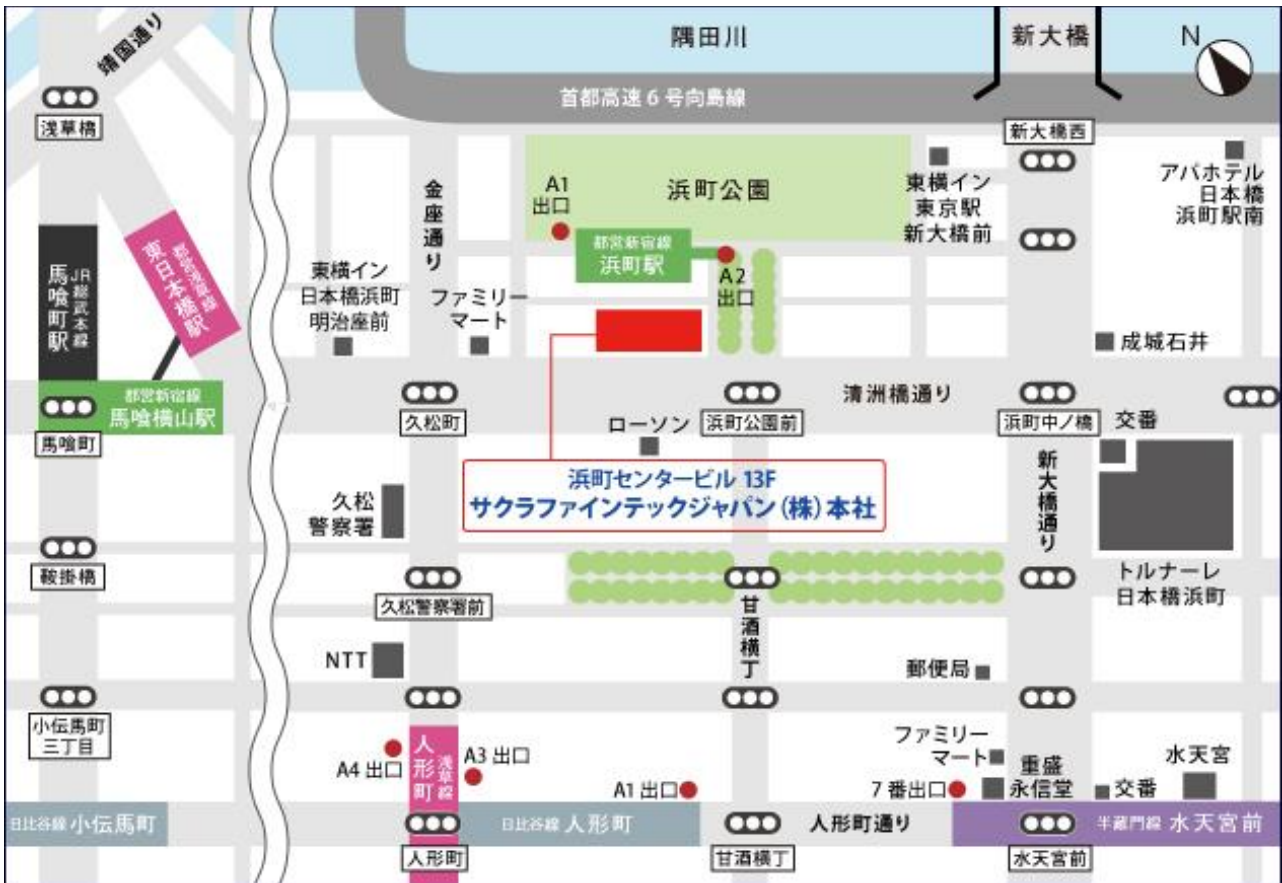 隅田川
新大橋
N
靖国通り
首都高速6号向島線
浅草橋
新大橋西
アパホテル
日本橋
浜町駅南
東横イン
東京駅
新大橋前
浜町公園
A1
出口
金座通り
都営新宿線
浜町駅
A2
出口
JR総武本線
馬喰町駅
都営浅草線
東日本橋駅
東横イン
日本橋浜町
明治座前
ファミリー
マート
成城石井
都営新宿線
馬喰横山駅
馬喰町
久松町
ローソン
浜町公園前
清洲橋通り
浜町中ノ橋
交番
浜町センタービル 13F
サクラファインテックジャパン(株)本社
久松
警察署
新大橋通り
鞍掛橋
久松警察署前
甘酒横丁
トルナーレ
日本橋浜町
NTT
郵便局
小伝馬町
三丁目
A4 出口
浅草線
人形町
A3 出口
A1 出口
ファミリー
マート
7 番出口
重盛
永信堂
交番
水天宮
日比谷線 小伝馬町
人形町
日比谷線 人形町
甘酒横丁
人形町通り
水天宮前
半蔵門線 水天宮前